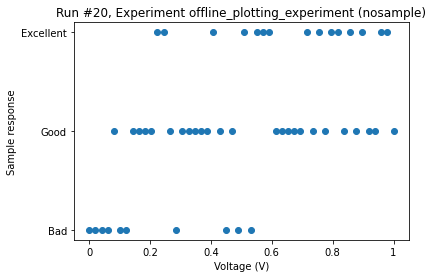 Run #20, Experiment offline_plotting_experiment (nosample)
Excellent
Good
Bad
Sample response
0
0.2
0.4
0.6
0.8
1
Voltage (V)